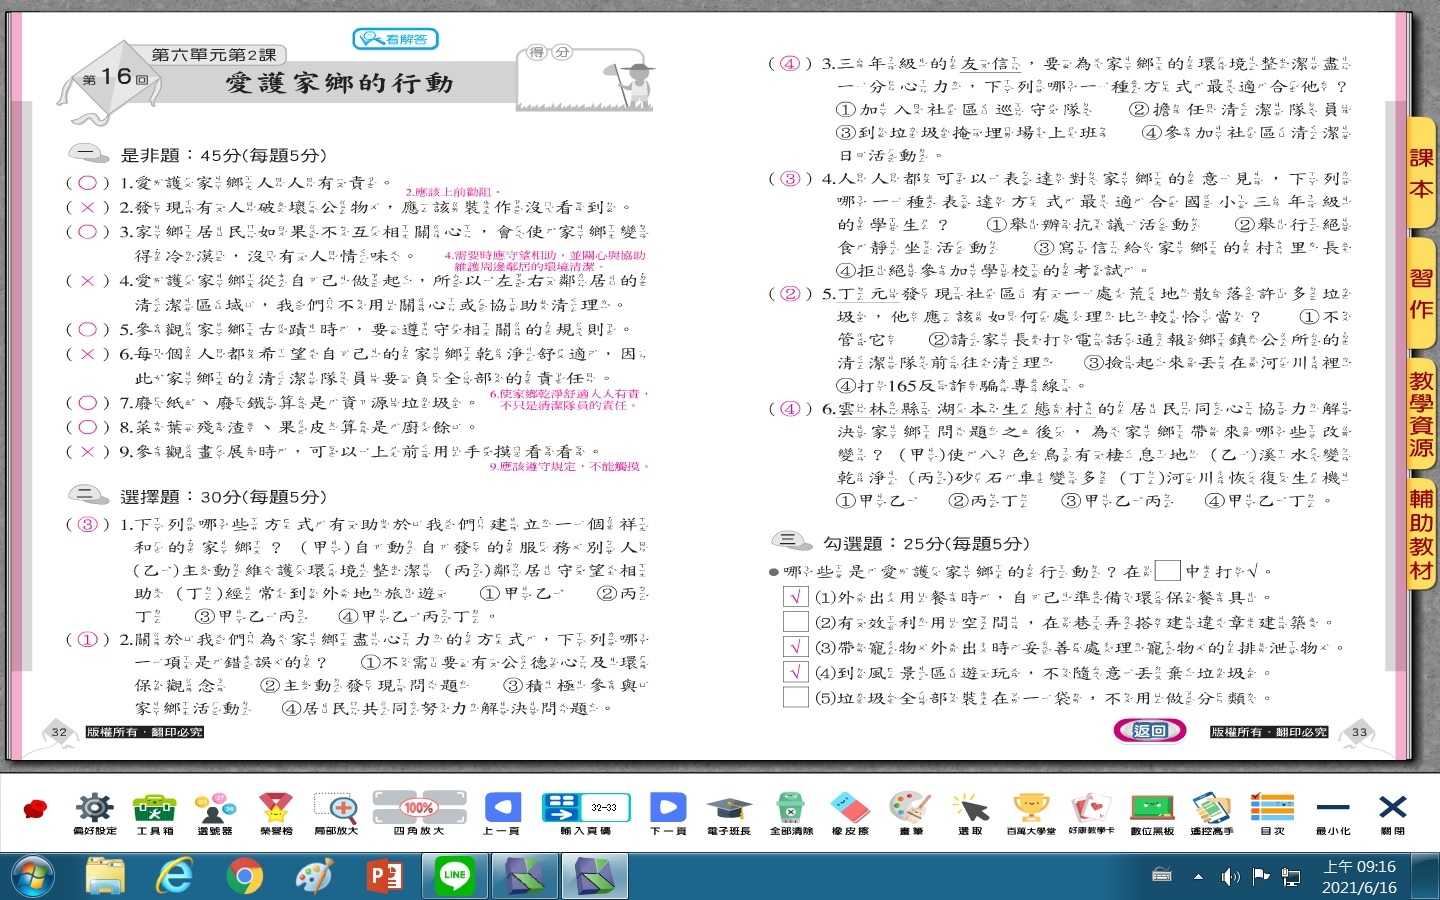 看解答
第六單元第2課
第16回
愛護家鄉的行動
得分
一 是非題：45分(每題5分)
(○)1.愛護家鄉人人有責。
2.應該上前勸阻。
(×)2.發現有人破壞公物，應該裝作沒看到。
(○)3.家鄉居民如果不互相關心，會使家鄉變
得冷漠，沒有人情味。
4.需要時應守望相助，並關心與協助
維護周邊鄰居的環境清潔。
(×)4.愛護家鄉從自己做起，所以左右鄰居的
清潔區域，我們不用關心或協助清理。
(○)5.參觀家鄉古蹟時，要遵守相關的規則。
(×)6.每個人都希望自己的家鄉乾淨舒適，因
此家鄉的清潔隊員要負全部的責任。
6.使家鄉乾淨舒適人人有責，
不只是清潔隊員的責任。
(○)7.廢紙、廢鐵算是資源垃圾。
(○)8.菜葉殘渣、果皮算是廚餘。
(×)9.參觀畫展時，可以上前用手摸看看。
9.應該遵守規定，不能觸摸。
二 選擇題：30分(每題5分)
(③)1.下列哪些方式有助於我們建立一個祥
和的家鄉？(甲)自動自發的服務別人
(乙)主動維護環境整潔 (丙)鄰居守望相
助 (丁)經常到外地旅遊 ①甲乙 ②丙
丁 ③甲乙丙 ④甲乙丙丁。
(①)2.關於我們為家鄉盡心力的方式，下列哪
一項是錯誤的？ ①不需要有公德心及環
保觀念 ②主動發現問題 ③積極參與
家鄉活動 ④居民共同努力解決問題。
32 版權所有・翻印必究
(④)3.三年級的友信，要為家鄉的環境整潔盡
一分心力，下列哪一種方式最適合他？
①加入社區巡守隊 ②擔任清潔隊員
③到垃圾掩埋場上班 ④參加社區清潔
日活動。
(③)4.人人都可以表達對家鄉的意見，下列
哪一種表達方式最適合國小三年級
的學生？ ①舉辦抗議活動 ②舉行絕
食靜坐活動 ③寫信給家鄉的村里長
④拒絕參加學校的考試。
(②)5.丁元發現社區有一處荒地散落許多垃
圾，他應該如何處理比較恰當？ ①不
管它 ②請家長打電話通報鄉鎮公所的
清潔隊前往清理 ③撿起來丟在河川裡
④打165反詐騙專線。
(④)6.雲林縣湖本生態村的居民同心協力解
決家鄉問題之後，為家鄉帶來哪些改
變？(甲)使八色鳥有棲息地 (乙)溪水變
乾淨 (丙)砂石車變多 (丁)河川恢復生機
①甲乙 ②丙丁 ③甲乙丙 ④甲乙丁。
三 勾選題：25分(每題5分)
●哪些是愛護家鄉的行動？在□中打√。
√ (1)外出用餐時，自己準備環保餐具。
□ (2)有效利用空間，在巷弄搭建違章建築。
√ (3)帶寵物外出時妥善處理寵物的排泄物。
√ (4)到風景區遊玩，不隨意丟棄垃圾。
□ (5)垃圾全部裝在一袋，不用做分類。
返回
版權所有・翻印必究 33
課本
習作
教學資源
輔助教材
100%
32-33
偏好設定 工具箱 選號器 榮譽榜 局部放大 四角放大 上一頁 輸入頁碼 下一頁 電子班長 全部清除 橡皮擦 畫筆 選取 百萬大學堂 好康教學卡 數位黑板 遙控高手 目次 最小化 關閉
LINE
上午 09:16
2021/6/16